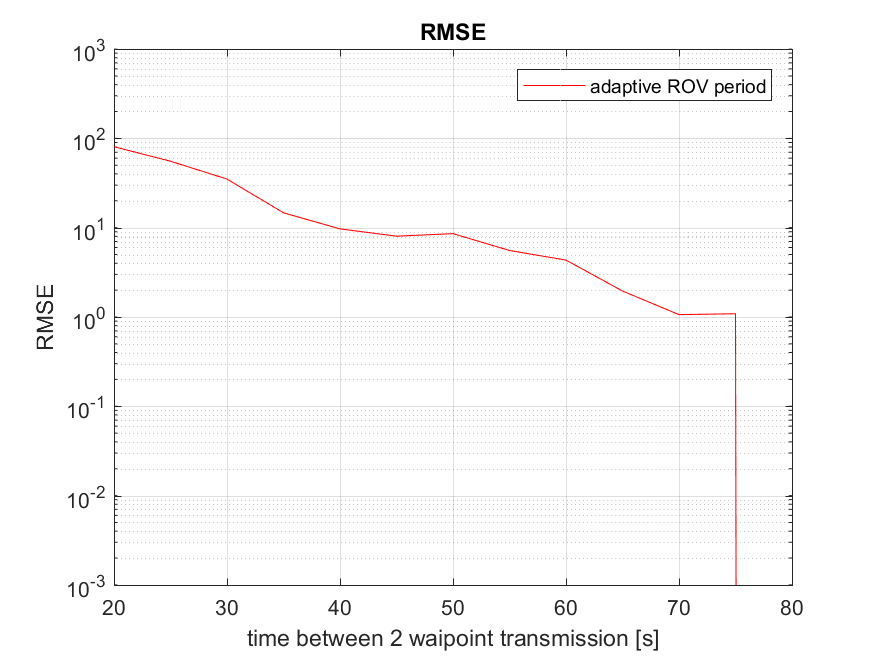 RMSE
adaptive ROV period
10^3
10^2
10^1
10^0
10^-1
10^-2
10^-3
RMSE
20 30 40 50 60 70 80
time between 2 waipoint transmission [s]